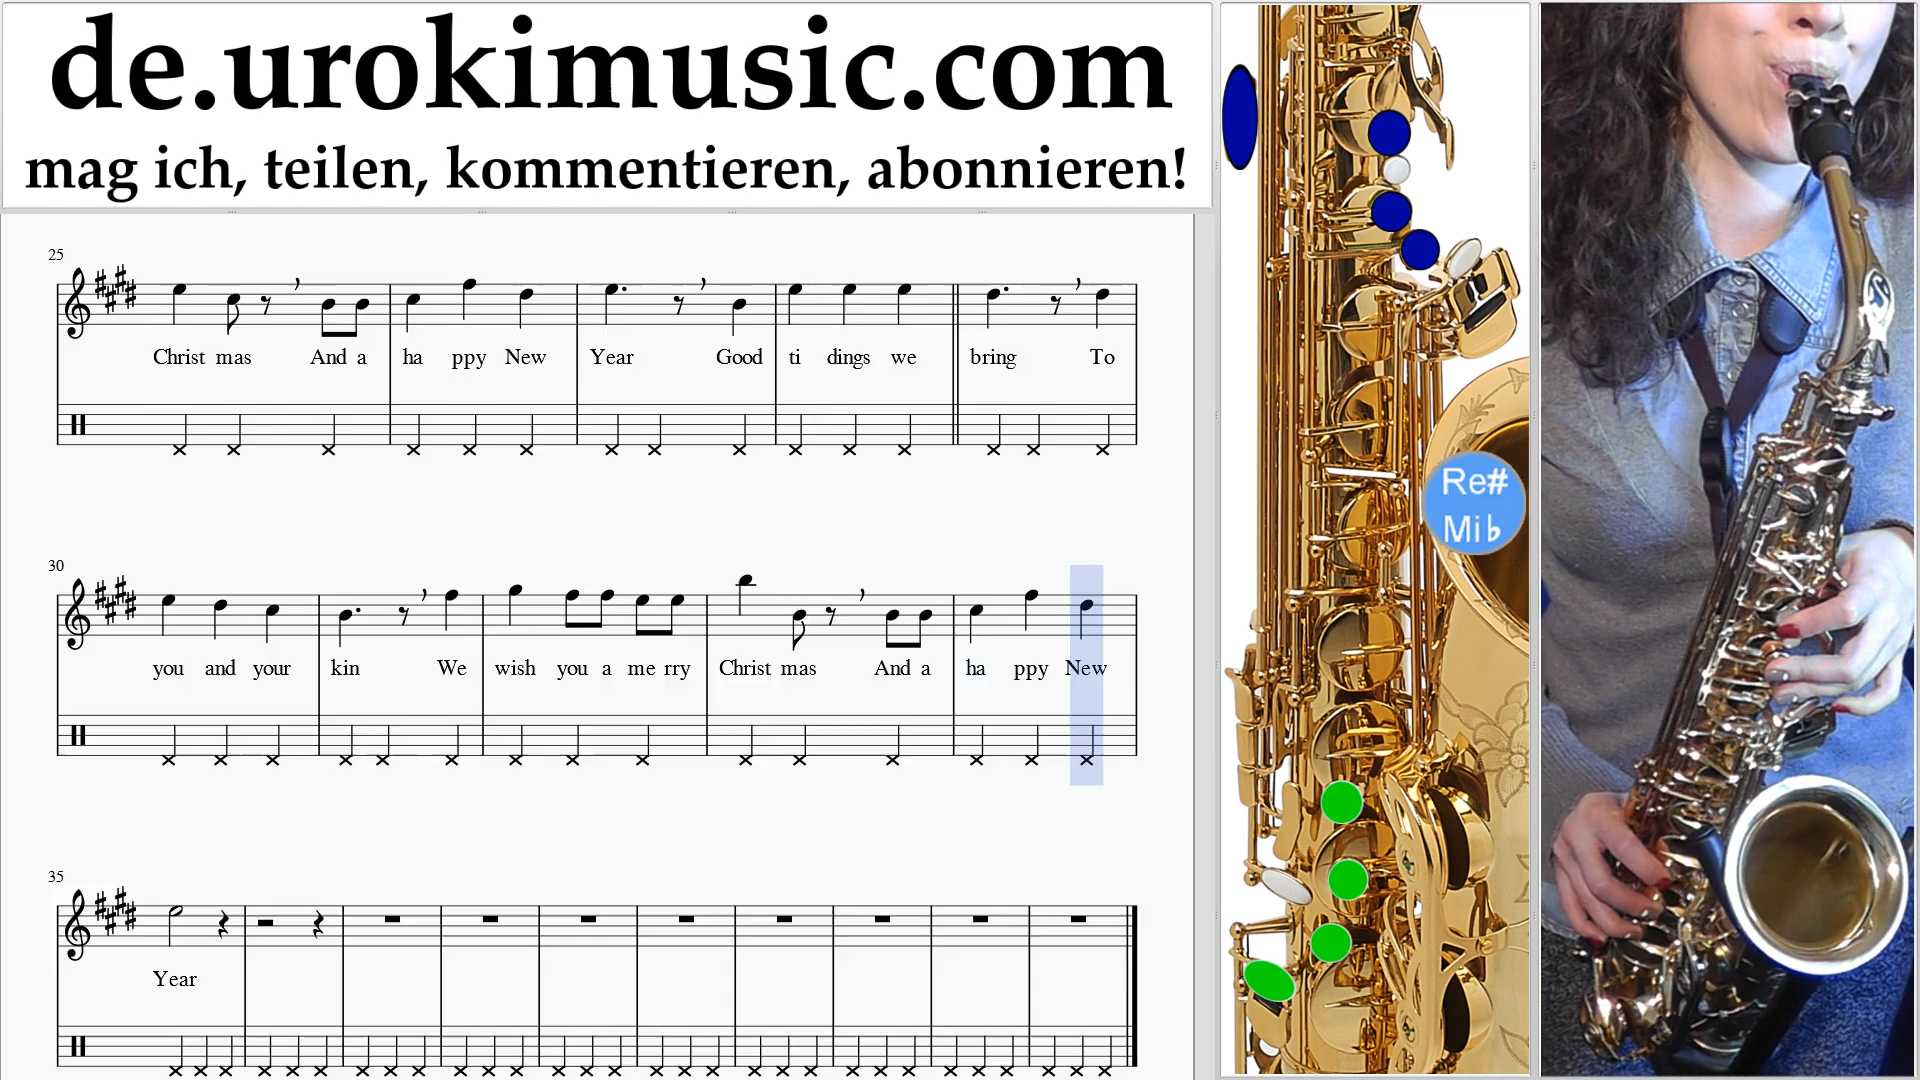 de.urokimusic.com
mag ich, teilen, kommentieren, abonnieren!
25
Christ mas And a ha ppy New Year Good ti dings we bring To
30
you and your kin We wish you a me rry Christ mas And a ha ppy New
35
Year
Re#
Mi♭